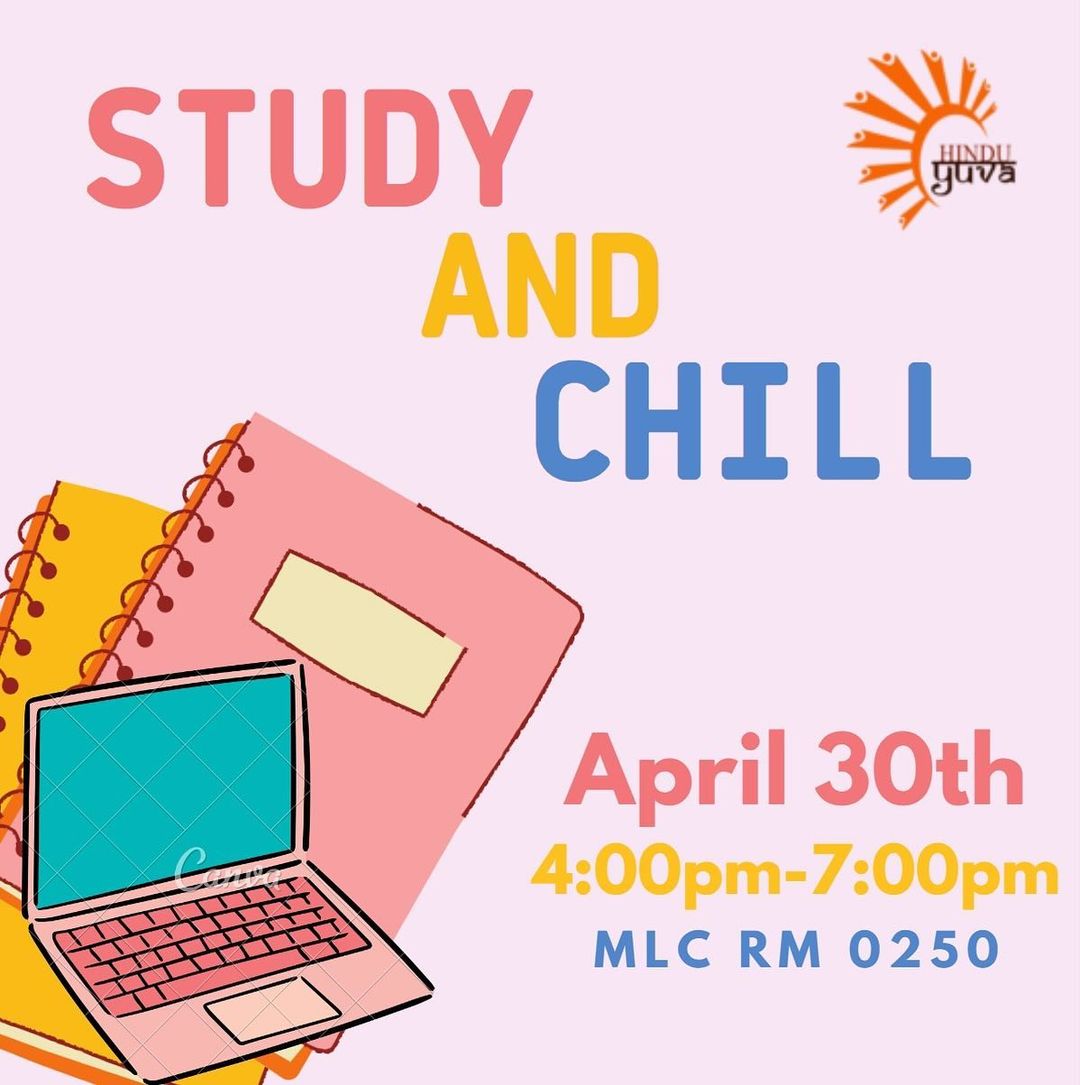 STUDY
HINDU
yuva
AND
CHILL
April 30th
4:00pm-7:00pm
Canva
MLC RM 0250